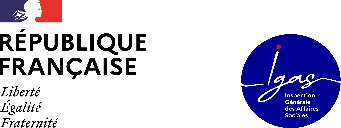 RÉPUBLIQUE
FRANÇAISE
Liberté
Égalité
Fraternité
Igas
Inspection
Générale
des Affaires
Sociales